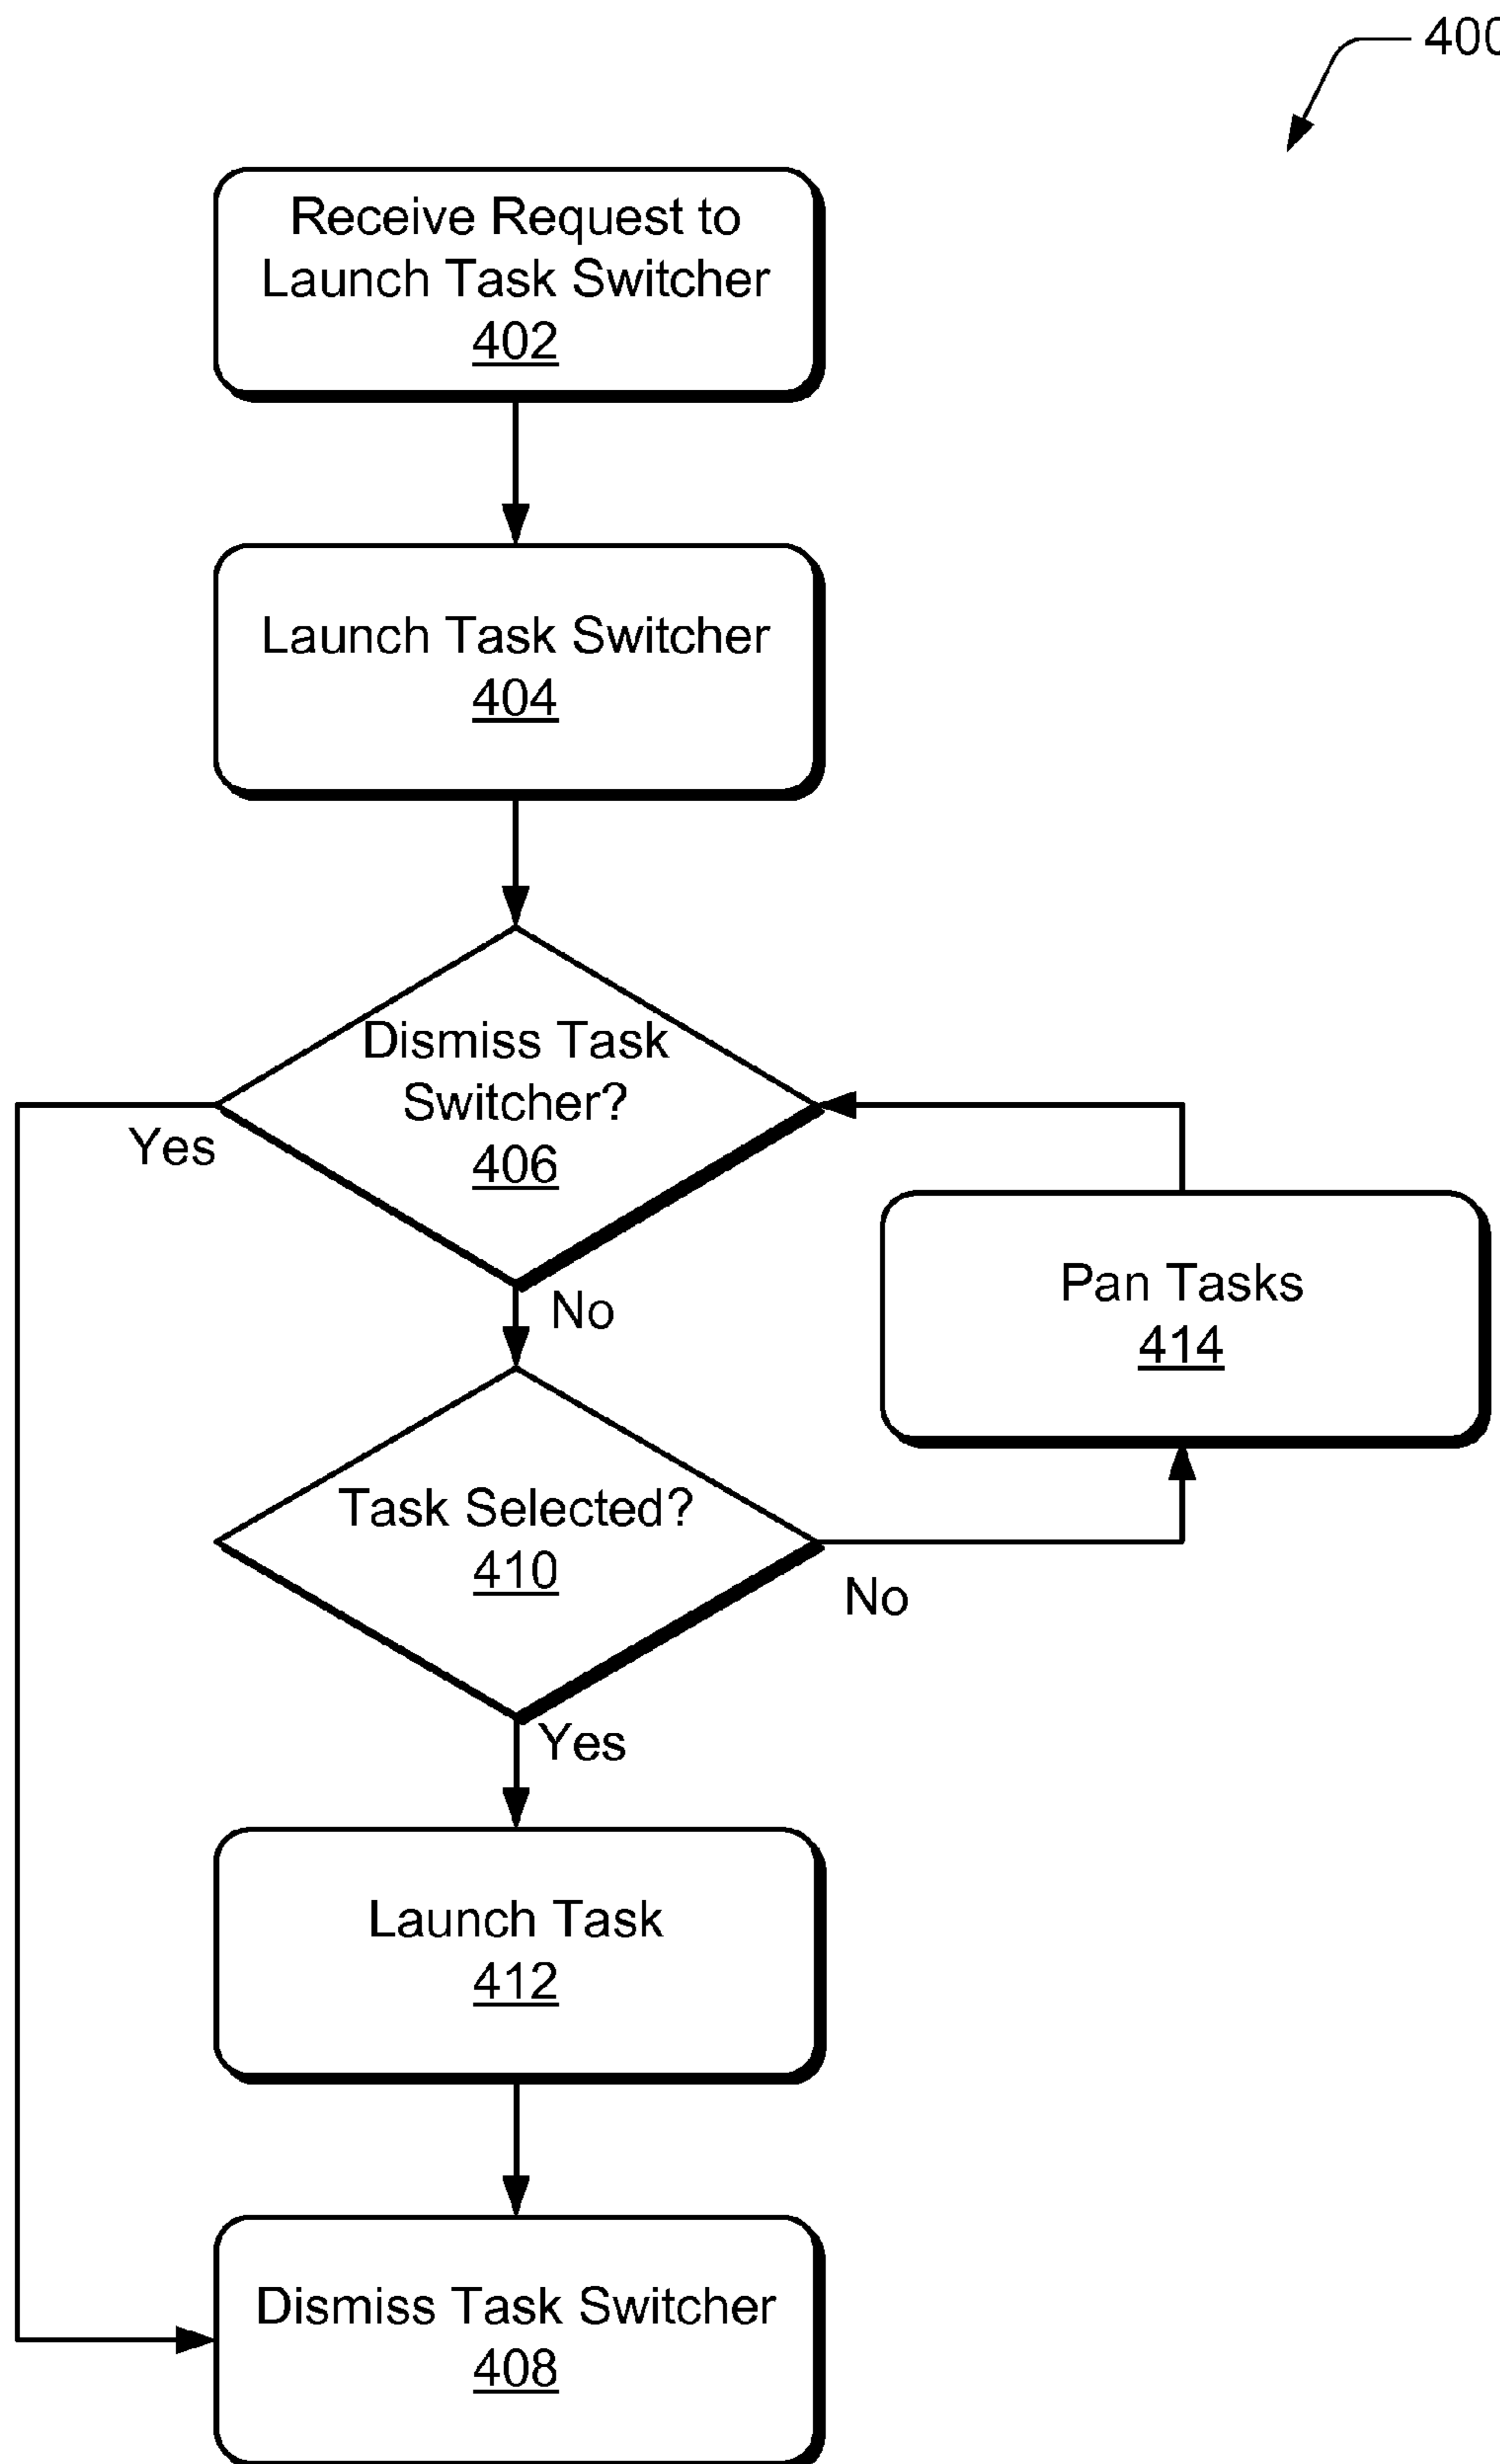 400
Receive Request to
Launch Task Switcher
402
Launch Task Switcher
404
Dismiss Task
Switcher?
406
Yes
No
Pan Tasks
414
Task Selected?
410
No
Yes
Launch Task
412
Dismiss Task Switcher
408